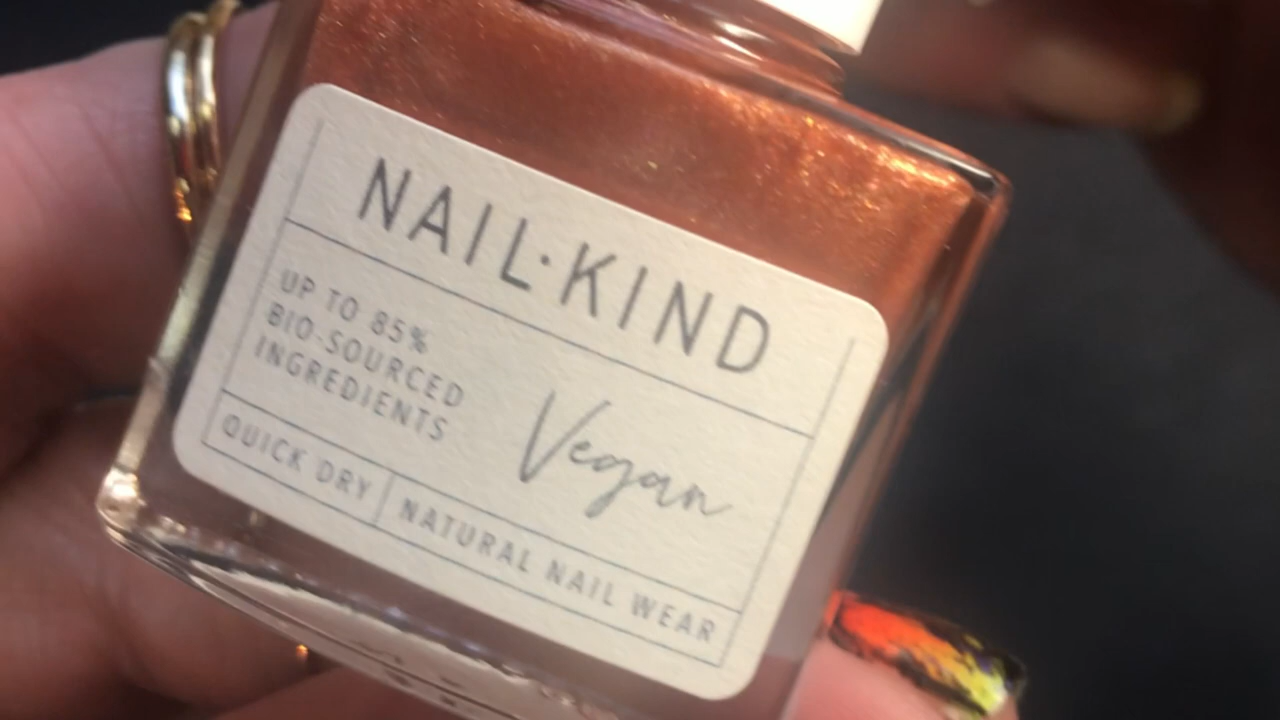 NAIL·KIND
UP TO 85%
BIO-SOURCED
INGREDIENTS
Vegan
QUICK DRY
NATURAL NAIL WEAR